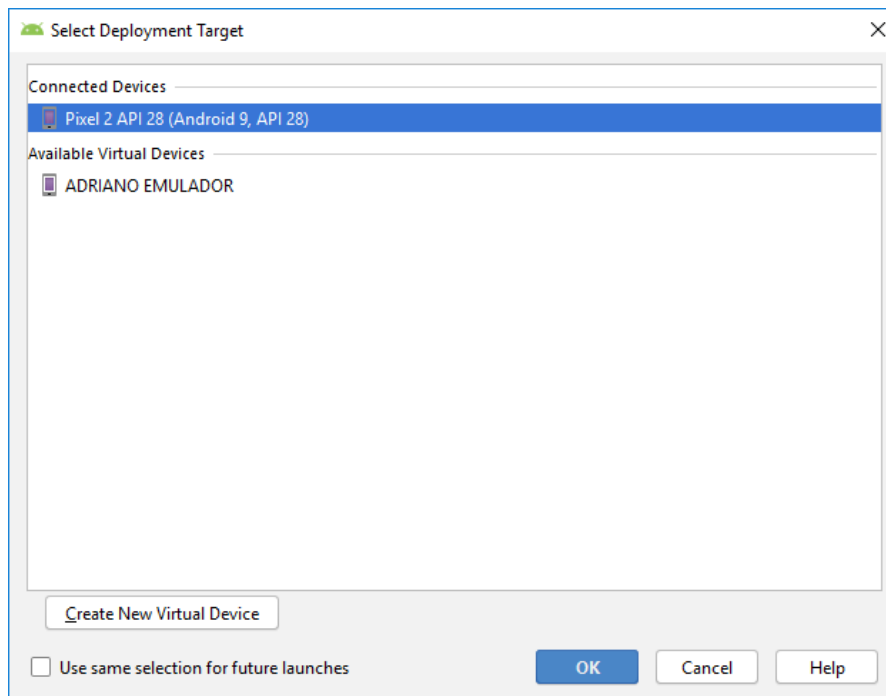 Select Deployment Target
Connected Devices
Pixel 2 API 28 (Android 9, API 28)
Available Virtual Devices
ADRIANO EMULADOR
Create New Virtual Device
Use same selection for future launches
OK Cancel Help